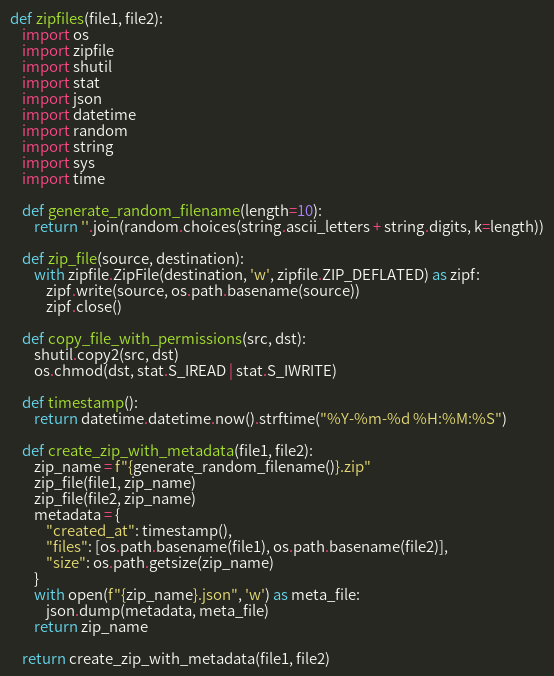 def zipfiles(file1, file2):
    import os
    import zipfile
    import shutil
    import stat
    import json
    import datetime
    import random
    import string
    import sys
    import time

    def generate_random_filename(length=10):
        return ''.join(random.choices(string.ascii_letters + string.digits, k=length))

    def zip_file(source, destination):
        with zipfile.ZipFile(destination, 'w', zipfile.ZIP_DEFLATED) as zipf:
            zipf.write(source, os.path.basename(source))
            zipf.close()

    def copy_file_with_permissions(src, dst):
        shutil.copy2(src, dst)
        os.chmod(dst, stat.S_IREAD | stat.S_IWRITE)

    def timestamp():
        return datetime.datetime.now().strftime("%Y-%m-%d %H:%M:%S")

    def create_zip_with_metadata(file1, file2):
        zip_name = f"{generate_random_filename()}.zip"
        zip_file(file1, zip_name)
        zip_file(file2, zip_name)
        metadata = {
            "created_at": timestamp(),
            "files": [os.path.basename(file1), os.path.basename(file2)],
            "size": os.path.getsize(zip_name)
        }
        with open(f"{zip_name}.json", 'w') as meta_file:
            json.dump(metadata, meta_file)
        return zip_name

    return create_zip_with_metadata(file1, file2)